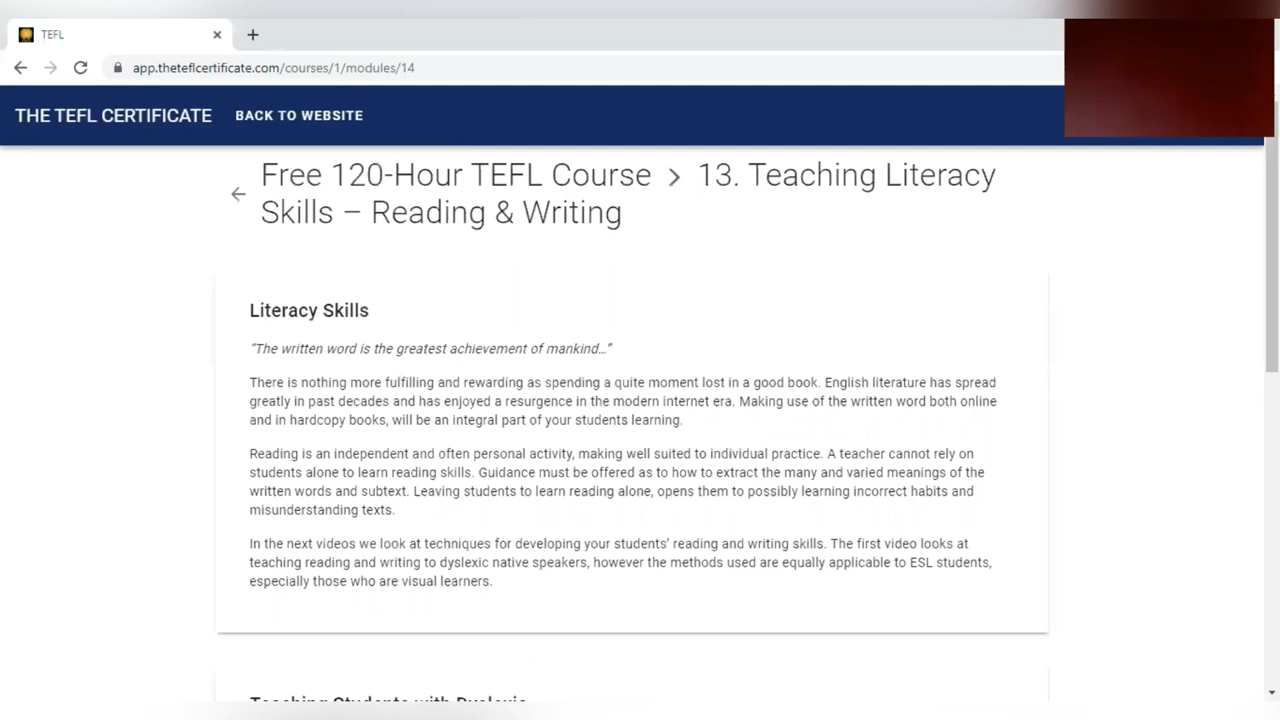 TEFL
app.theteflcertificate.com/courses/1/modules/14
THE TEFL CERTIFICATE BACK TO WEBSITE
Free 120-Hour TEFL Course > 13. Teaching Literacy
Skills – Reading & Writing
Literacy Skills
“The written word is the greatest achievement of mankind…”
There is nothing more fulfilling and rewarding as spending a quite moment lost in a good book. English literature has spread
greatly in past decades and has enjoyed a resurgence in the modern internet era. Making use of the written word both online
and in hardcopy books, will be an integral part of your students learning.
Reading is an independent and often personal activity, making well suited to individual practice. A teacher cannot rely on
students alone to learn reading skills. Guidance must be offered as to how to extract the many and varied meanings of the
written words and subtext. Leaving students to learn reading alone, opens them to possibly learning incorrect habits and
misunderstanding texts.
In the next videos we look at techniques for developing your students’ reading and writing skills. The first video looks at
teaching reading and writing to dyslexic native speakers, however the methods used are equally applicable to ESL students,
especially those who are visual learners.
Teaching Students with Dyslexia